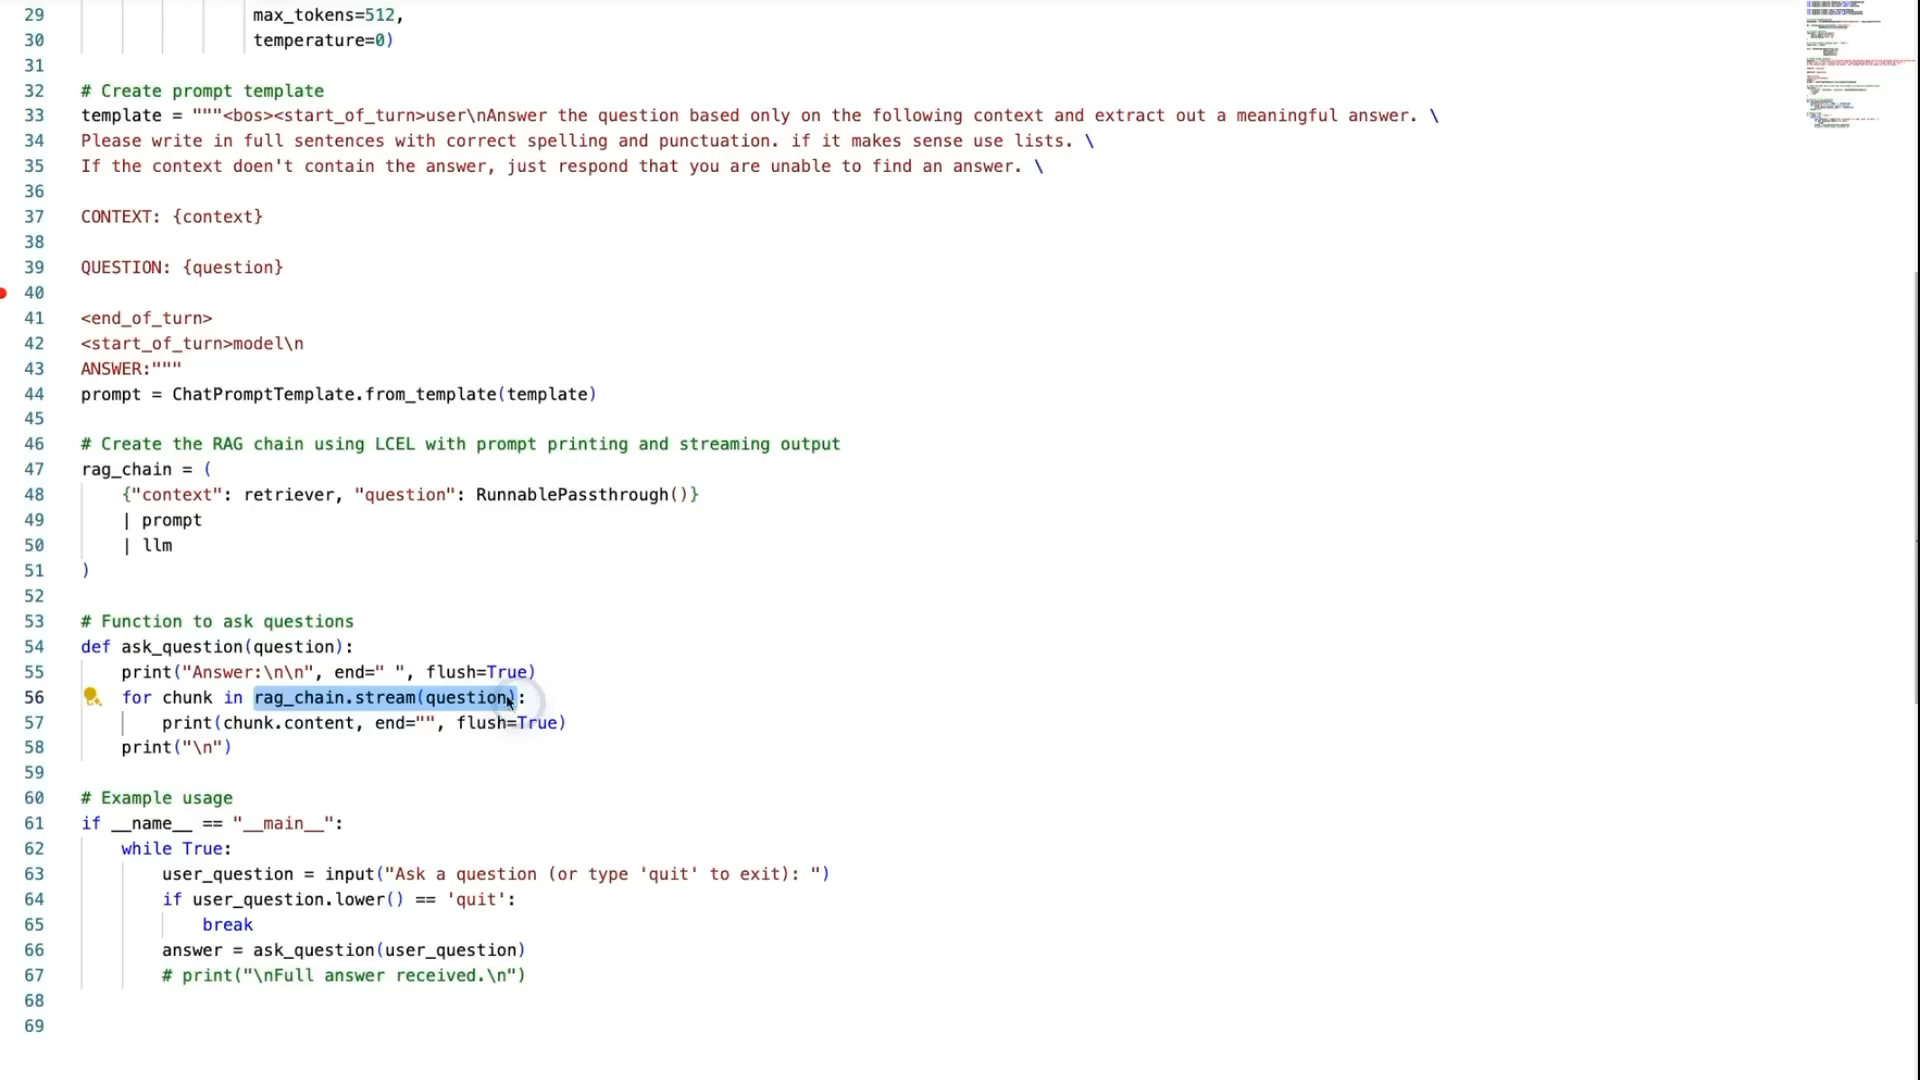 29 max_tokens=512,
30 temperature=0)
31
32 # Create prompt template
33 template = """<bos><start_of_turn>user\nAnswer the question based only on the following context and extract out a meaningful answer. \
34 Please write in full sentences with correct spelling and punctuation. if it makes sense use lists. \
35 If the context doen't contain the answer, just respond that you are unable to find an answer. \
36
37 CONTEXT: {context}
38
39 QUESTION: {question}
40
41 <end_of_turn>
42 <start_of_turn>model\n
43 ANSWER:"""
44 prompt = ChatPromptTemplate.from_template(template)
45
46 # Create the RAG chain using LCEL with prompt printing and streaming output
47 rag_chain = (
48 {"context": retriever, "question": RunnablePassthrough()}
49 | prompt
50 | llm
51 )
52
53 # Function to ask questions
54 def ask_question(question):
55 print("Answer:\n\n", end=" ", flush=True)
56 for chunk in rag_chain.stream(question):
57 print(chunk.content, end="", flush=True)
58 print("\n")
59
60 # Example usage
61 if __name__ == "__main__":
62 while True:
63 user_question = input("Ask a question (or type 'quit' to exit): ")
64 if user_question.lower() == 'quit':
65 break
66 answer = ask_question(user_question)
67 # print("\nFull answer received.\n")
68
69